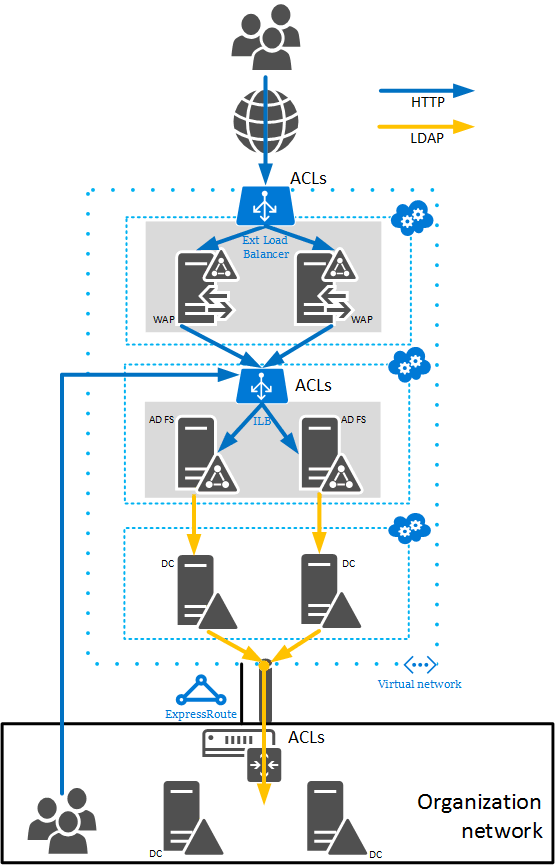 HTTP
LDAP
ACLs
Ext Load
Balancer
WAP
WAP
ACLs
AD FS
ILB
AD FS
DC
DC
Virtual network
ExpressRoute
ACLs
Organization
network
DC
DC